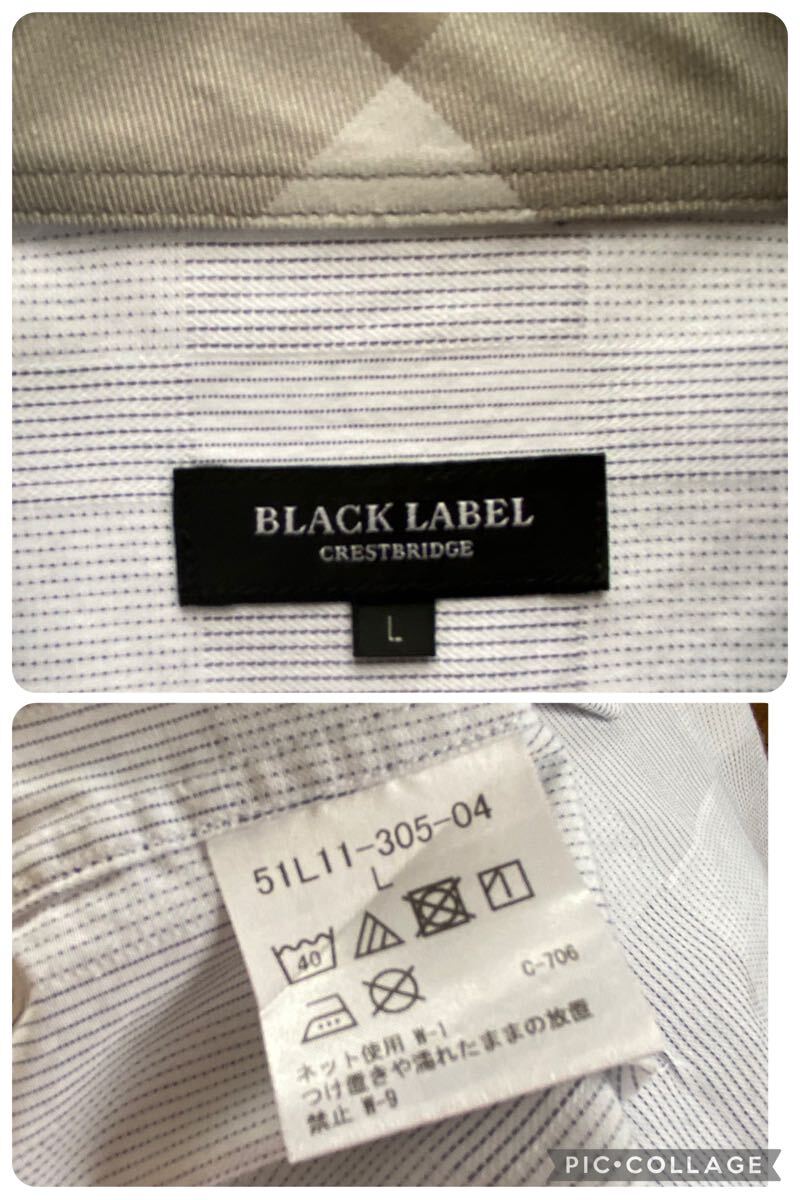 BLACK LABEL
CRESTBRIDGE
L
51L11-305-04
L
40
C-706
ネット使用 W-1
つけ置きや濡れたままの放置
禁止 W-9
PIC•COLLAGE